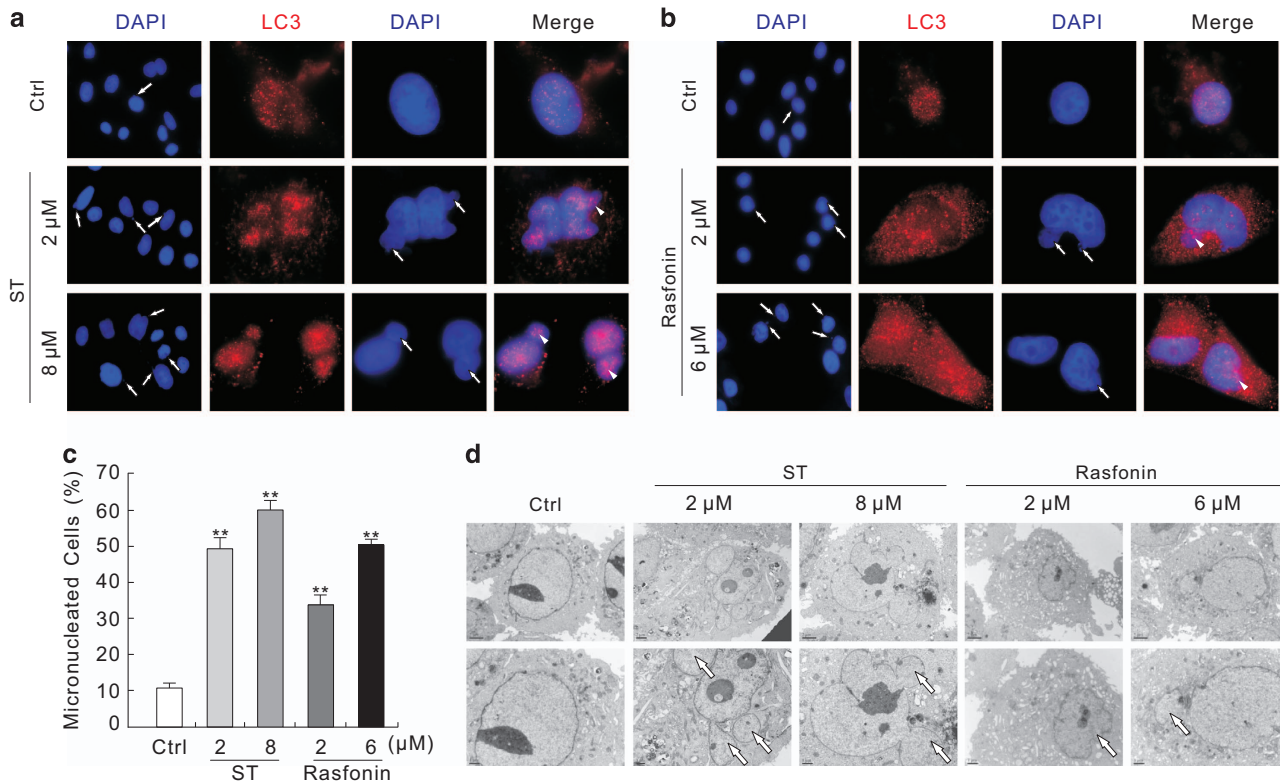 a
DAPI LC3 DAPI Merge
Ctrl
2 µM
8 µM
ST
b
DAPI LC3 DAPI Merge
Ctrl
2 µM
6 µM
Rasfonin
c
Micronucleated Cells (%)
70
60
50
40
30
20
10
0
** ** ** **
Ctrl 2 8 2 6 (µM)
ST Rasfonin
d
ST Rasfonin
Ctrl 2 µM 8 µM 2 µM 6 µM